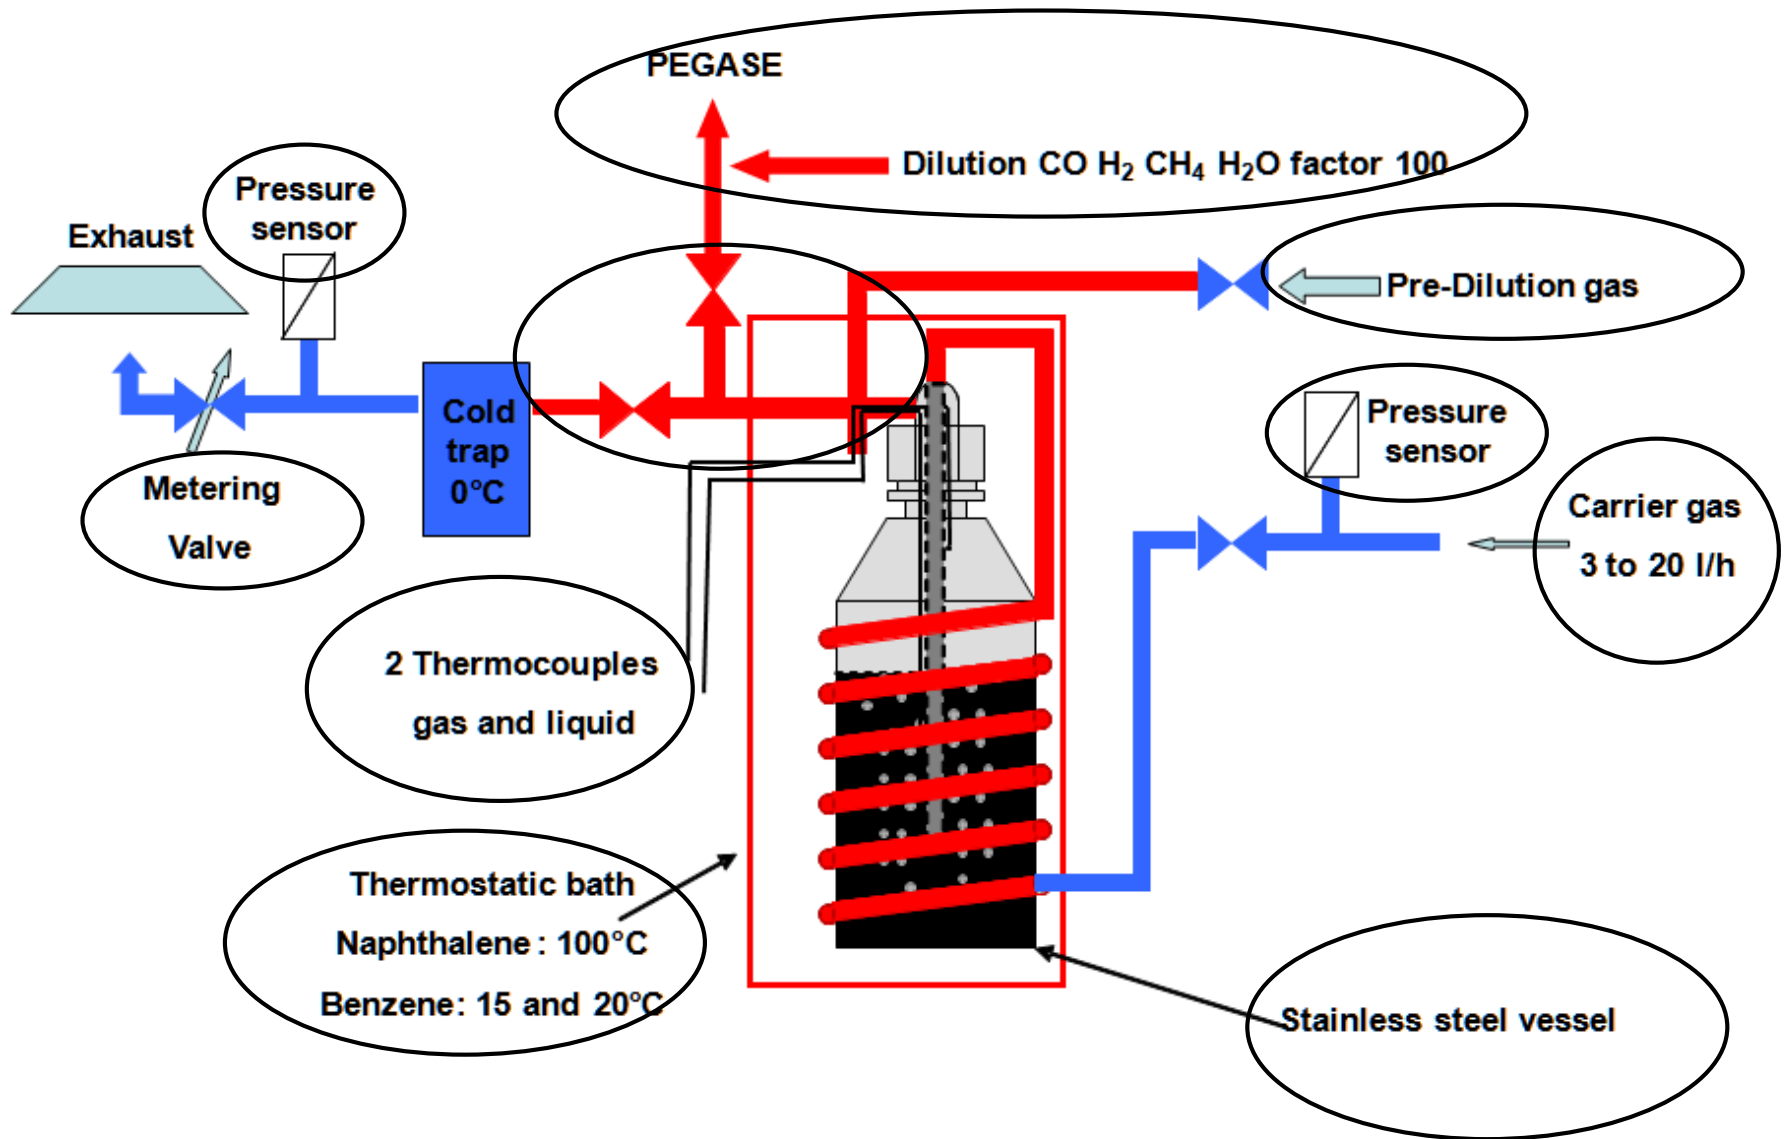 PEGASE
Dilution CO H₂ CH₄ H₂O factor 100
Pressure
sensor
Exhaust
Pre-Dilution gas
Cold
trap
0°C
Pressure
sensor
Metering
Valve
Carrier gas
3 to 20 l/h
2 Thermocouples
gas and liquid
Thermostatic bath
Naphthalene : 100°C
Benzene: 15 and 20°C
Stainless steel vessel